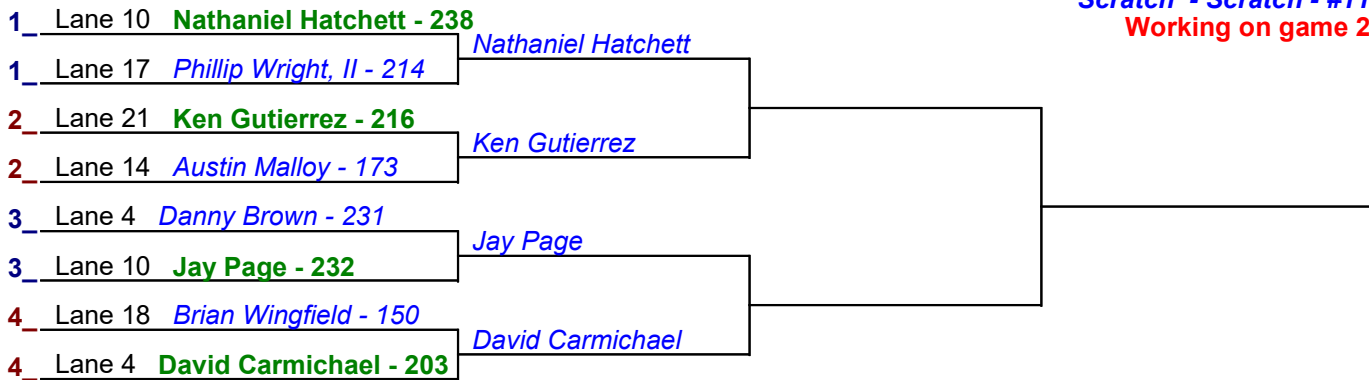 Scratch - Scratch - #11
Working on game 2
1_ Lane 10 Nathaniel Hatchett - 238
1_ Lane 17 Phillip Wright, II - 214
2_ Lane 21 Ken Gutierrez - 216
2_ Lane 14 Austin Malloy - 173
3_ Lane 4 Danny Brown - 231
3_ Lane 10 Jay Page - 232
4_ Lane 18 Brian Wingfield - 150
4_ Lane 4 David Carmichael - 203
Nathaniel Hatchett
Ken Gutierrez
Jay Page
David Carmichael